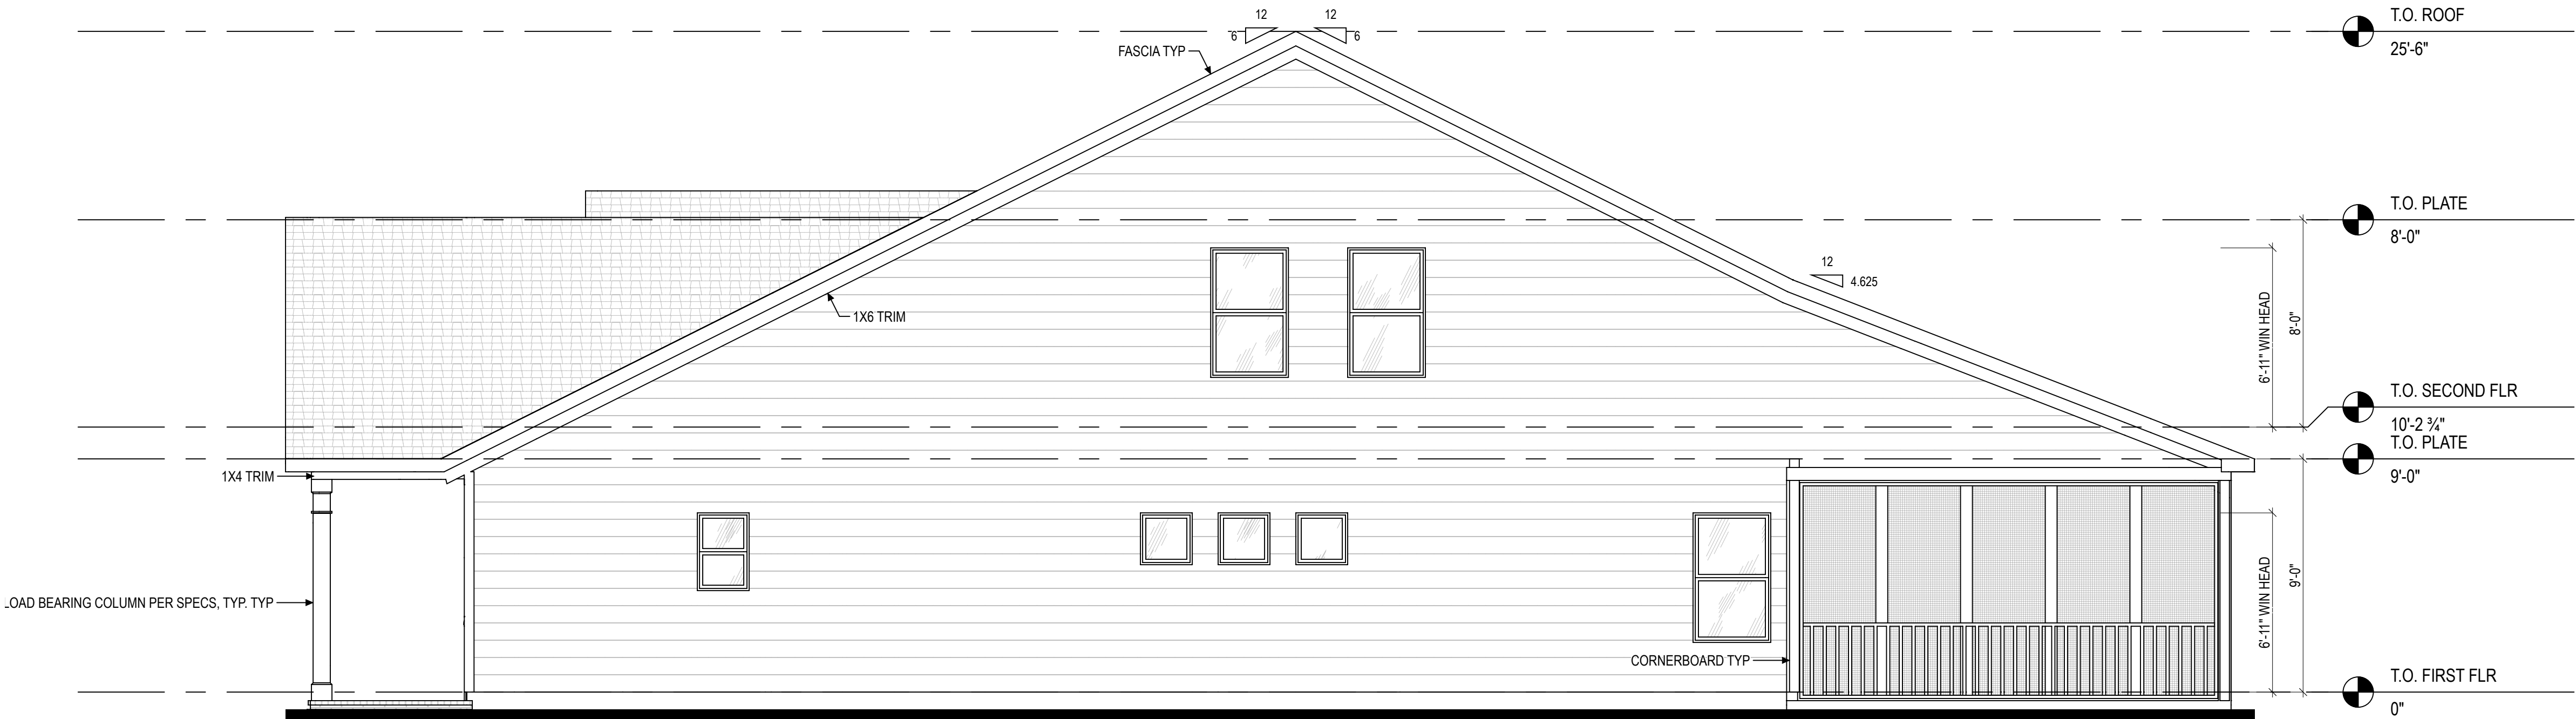 12
12
T.O. ROOF
6
6
25'-6"
FASCIA TYP
T.O. PLATE
8'-0"
12
4.625
1X6 TRIM
6'-11" WIN HEAD
8'-0"
T.O. SECOND FLR
10'-2 ¾"
T.O. PLATE
9'-0"
1X4 TRIM
LOAD BEARING COLUMN PER SPECS, TYP. TYP
6'-11" WIN HEAD
9'-0"
CORNERBOARD TYP
T.O. FIRST FLR
0"